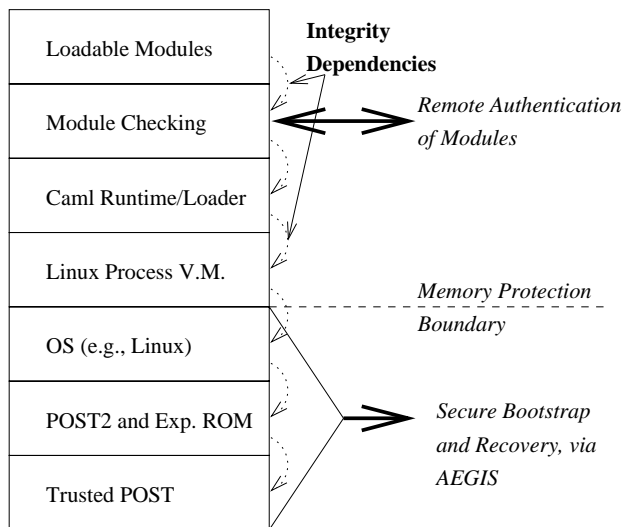 Loadable Modules
Integrity
Dependencies
Module Checking
Remote Authentication
of Modules
Caml Runtime/Loader
Linux Process V.M.
Memory Protection
Boundary
OS (e.g., Linux)
POST2 and Exp. ROM
Secure Bootstrap
and Recovery, via
AEGIS
Trusted POST